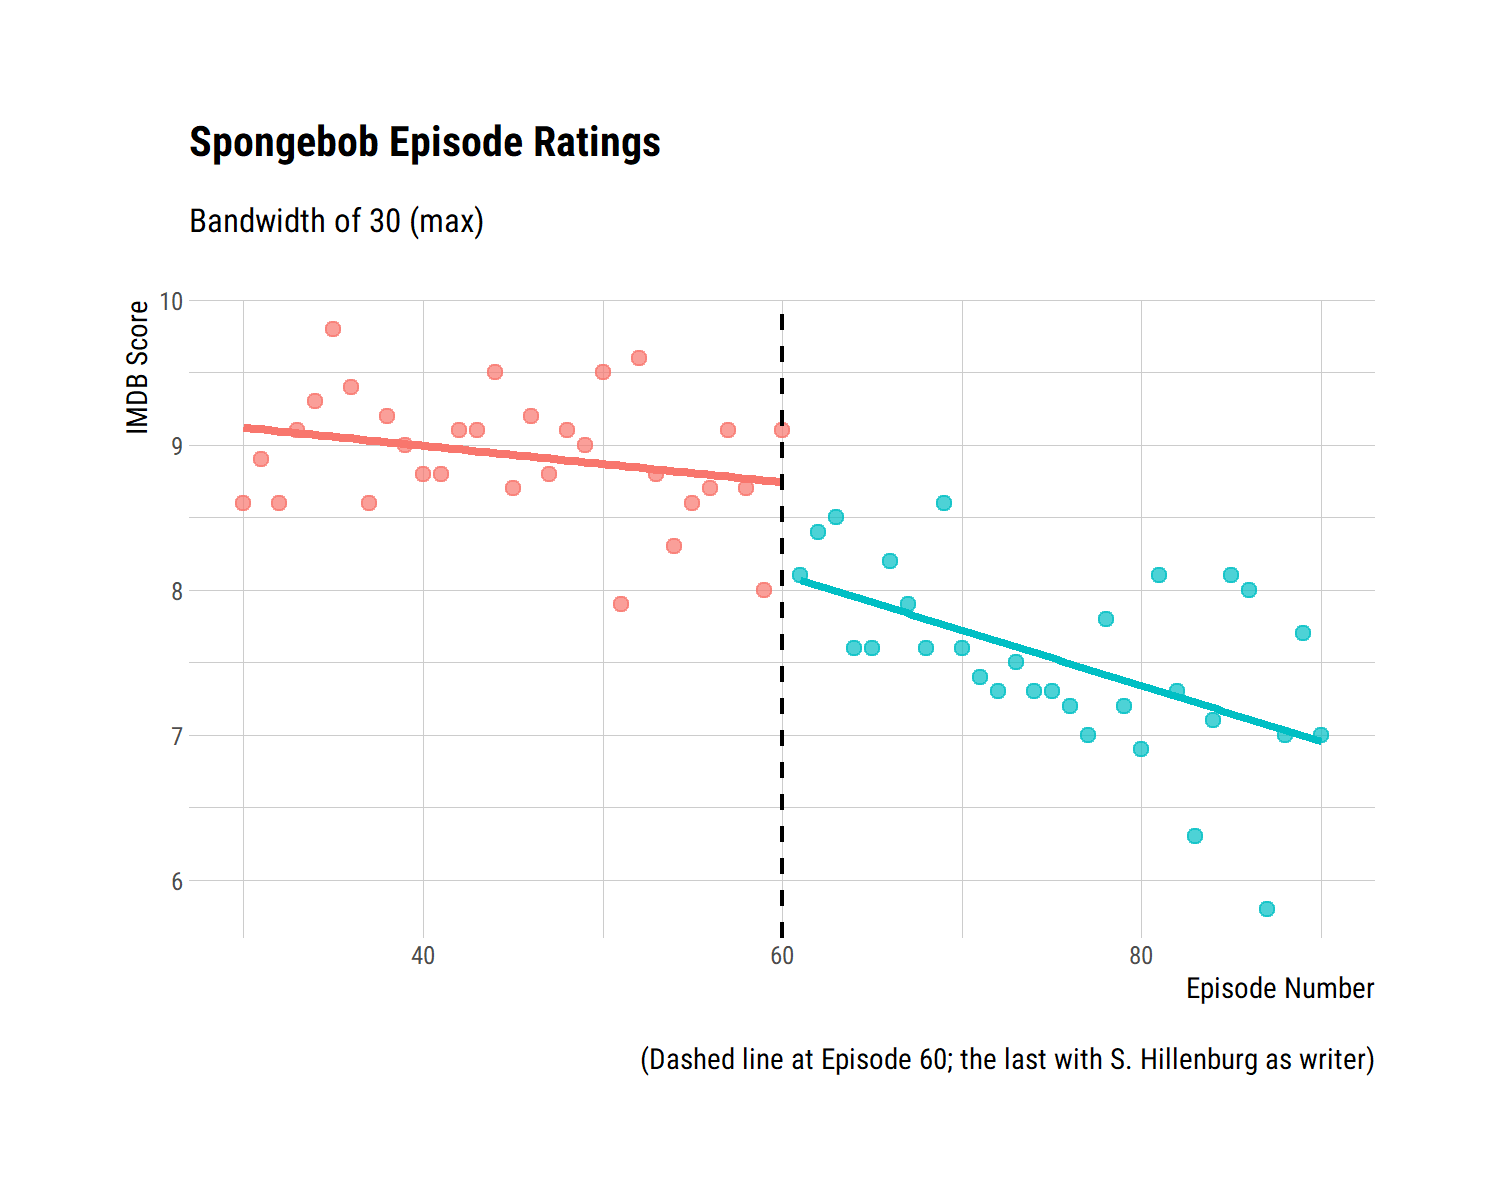 Spongebob Episode Ratings
Bandwidth of 30 (max)
IMDB Score
10
9
8
7
6
40
60
80
Episode Number
(Dashed line at Episode 60; the last with S. Hillenburg as writer)